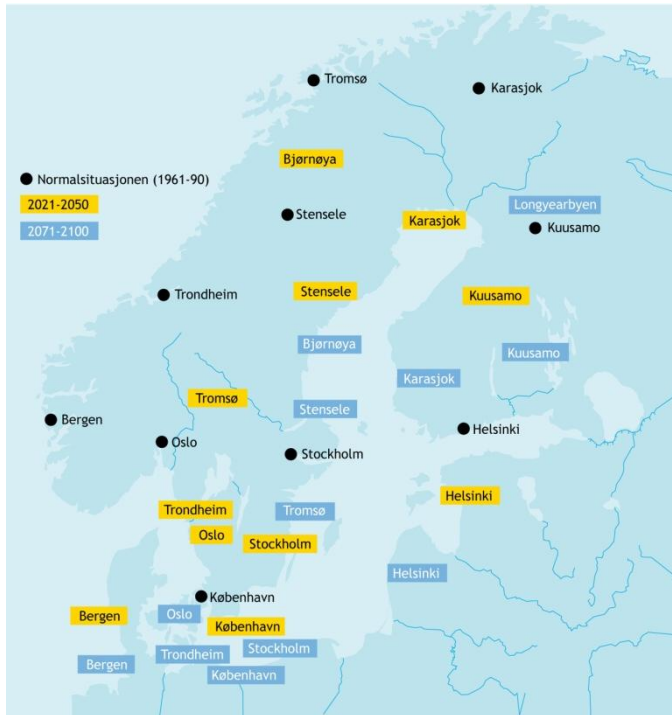 Tromsø
Karasjok
Bjørnøya
Normalsituasjonen (1961-90)
2021-2050
2071-2100
Longyearbyen
Stensele
Karasjok
Kuusamo
Trondheim
Stensele
Kuusamo
Bjørnøya
Kuusamo
Karasjok
Tromsø
Stensele
Bergen
Oslo
Stockholm
Helsinki
Helsinki
Trondheim
Tromsø
Oslo
Stockholm
Helsinki
København
Bergen
Oslo
København
Trondheim
Stockholm
Bergen
København